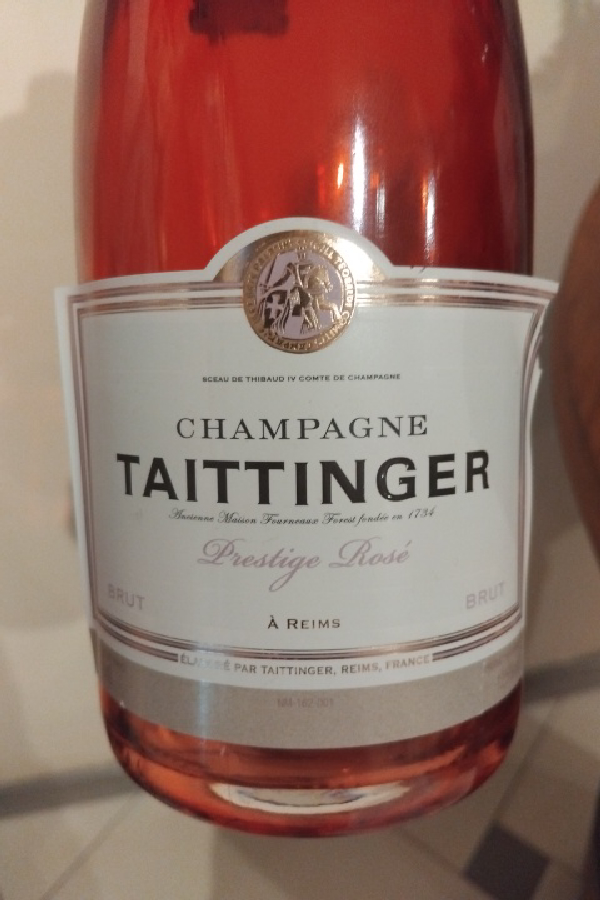 SCEAU DE THIBAUD IV COMTE DE CHAMPAGNE
CHAMPAGNE
TAITTINGER
Ancienne Maison Fourneaux Forest fondée en 1734
Prestige Rosé
BRUT
BRUT
À REIMS
ÉLABORÉ PAR TAITTINGER, REIMS, FRANCE